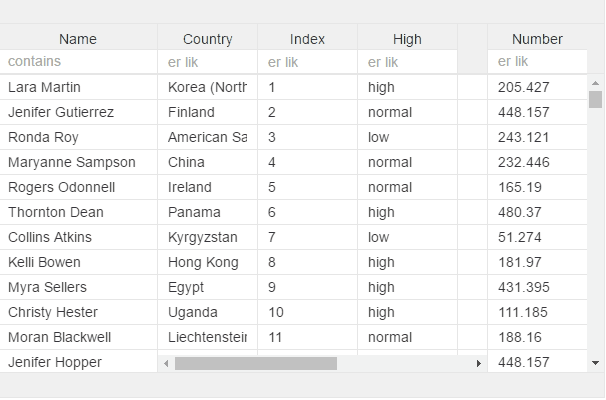 Name Country Index High Number
contains er lik er lik er lik er lik
Lara Martin Korea (North 1 high 205.427
Jenifer Gutierrez Finland 2 normal 448.157
Ronda Roy American Sa 3 low 243.121
Maryanne Sampson China 4 normal 232.446
Rogers Odonnell Ireland 5 normal 165.19
Thornton Dean Panama 6 high 480.37
Collins Atkins Kyrgyzstan 7 low 51.274
Kelli Bowen Hong Kong 8 high 181.97
Myra Sellers Egypt 9 high 431.395
Christy Hester Uganda 10 high 111.185
Moran Blackwell Liechtenstein 11 normal 188.16
Jenifer Hopper 448.157